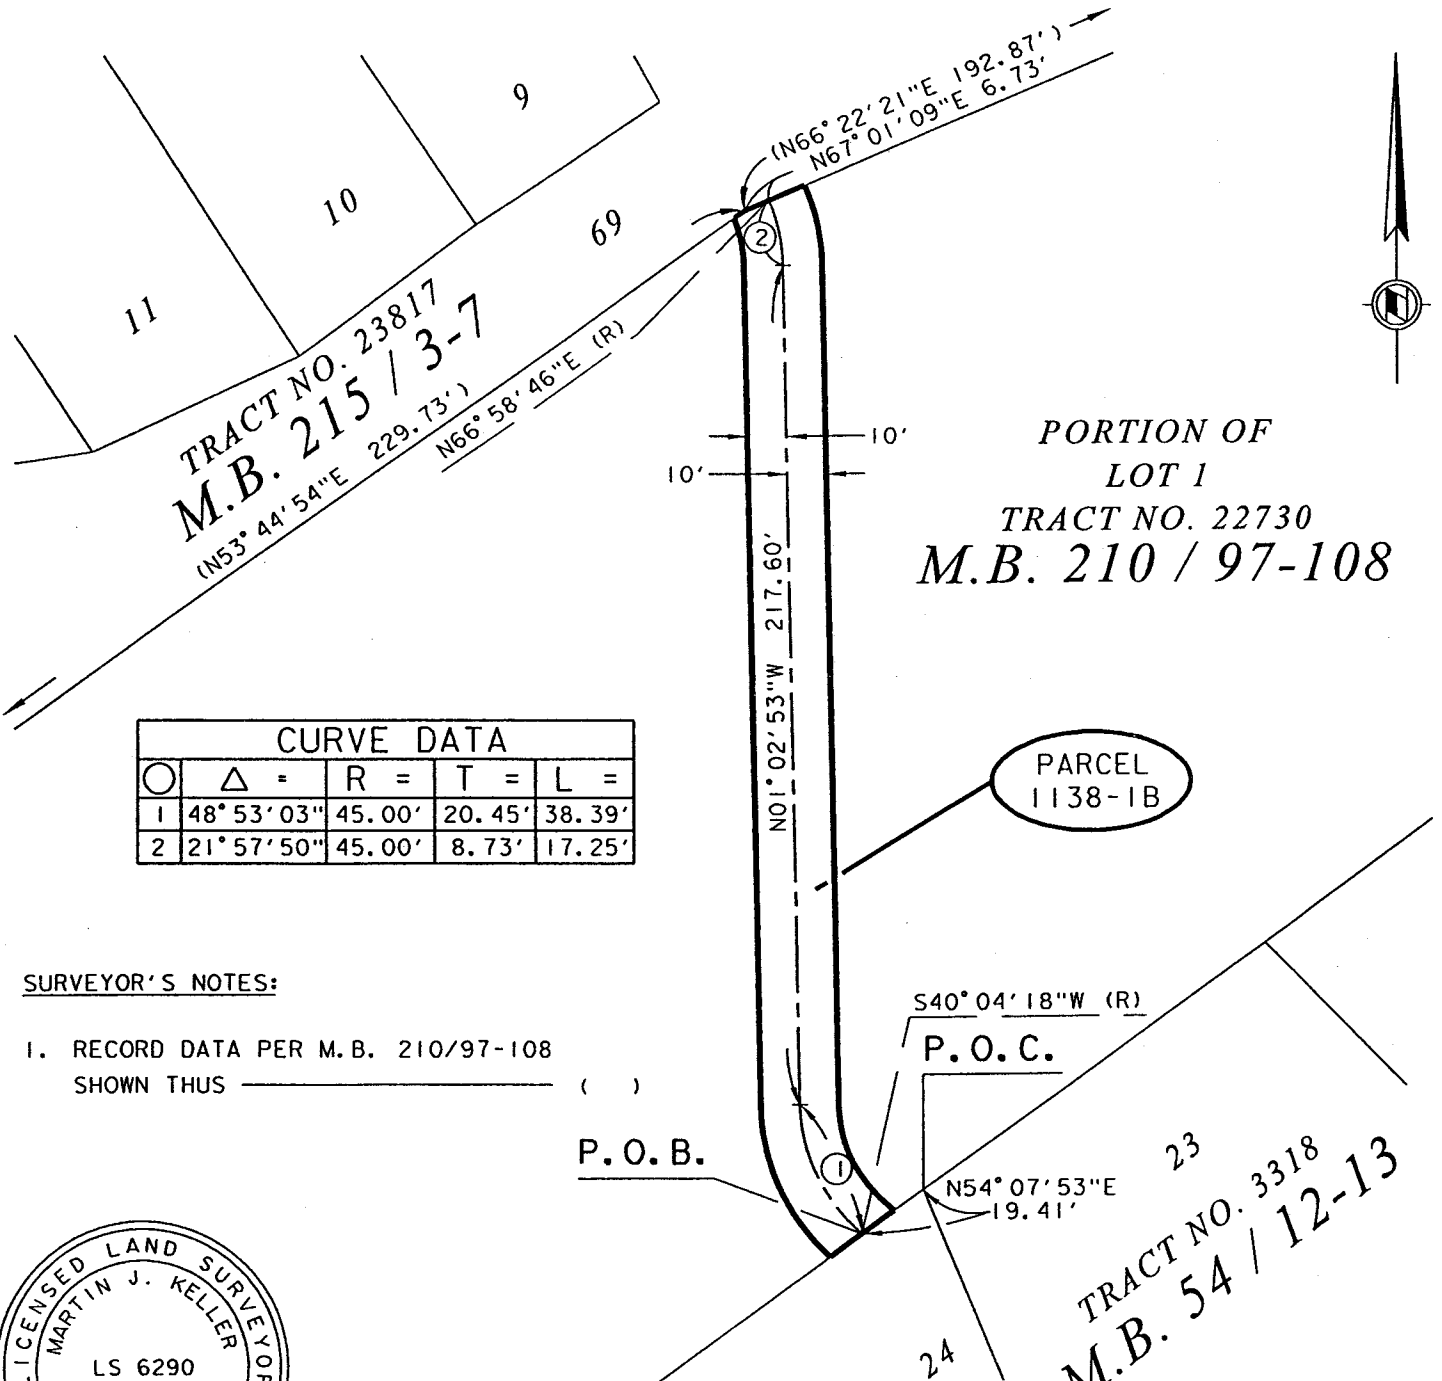 (N66°22'21"E 192.87')
N67°01'09"E 6.73'
9
10
69
11
2
TRACT NO. 23817
M.B. 215 / 3-7
(N53°44'54"E 229.73')
N66°58'46"E (R)
10'
10'
PORTION OF
LOT 1
TRACT NO. 22730
M.B. 210 / 97-108
N01°02'53"W 217.60'
CURVE DATA
△ = R = T = L =
1 48°53'03" 45.00' 20.45' 38.39'
2 21°57'50" 45.00' 8.73' 17.25'
PARCEL
1138-1B
SURVEYOR'S NOTES:
1. RECORD DATA PER M.B. 210/97-108
SHOWN THUS ( )
S40°04'18"W (R)
P.O.C.
P.O.B.
1
N54°07'53"E
19.41'
23
TRACT NO. 3318
M.B. 54 / 12-13
24
LICENSED LAND SURVEYOR
MARTIN J. KELLER
LS 6290